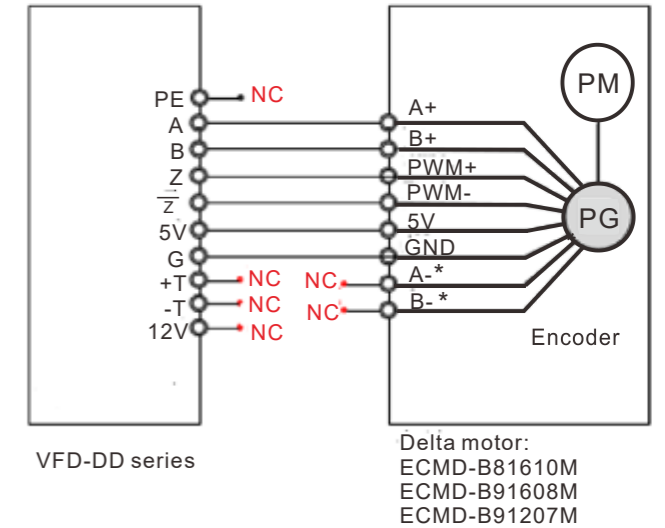 PE
NC
A
B
Z
Z
5V
G
+T
NC
-T
NC
12V
NC
A+
B+
PWM+
PWM-
5V
GND
NC
A-*
NC
B-*
PM
PG
Encoder
VFD-DD series
Delta motor:
ECMD-B81610M
ECMD-B91608M
ECMD-B91207M